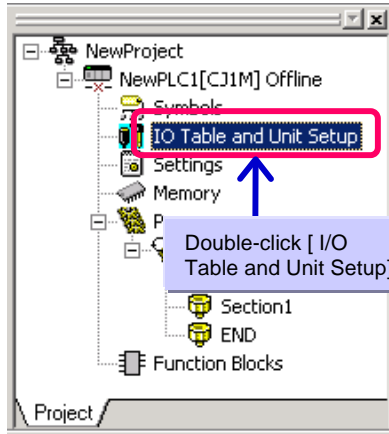 NewProject
NewPLC1[CJ1M] Offline
Symbols
IO Table and Unit Setup
Settings
Memory
P
Double-click [ I/O
Table and Unit Setup]
Section1
END
Function Blocks
Project